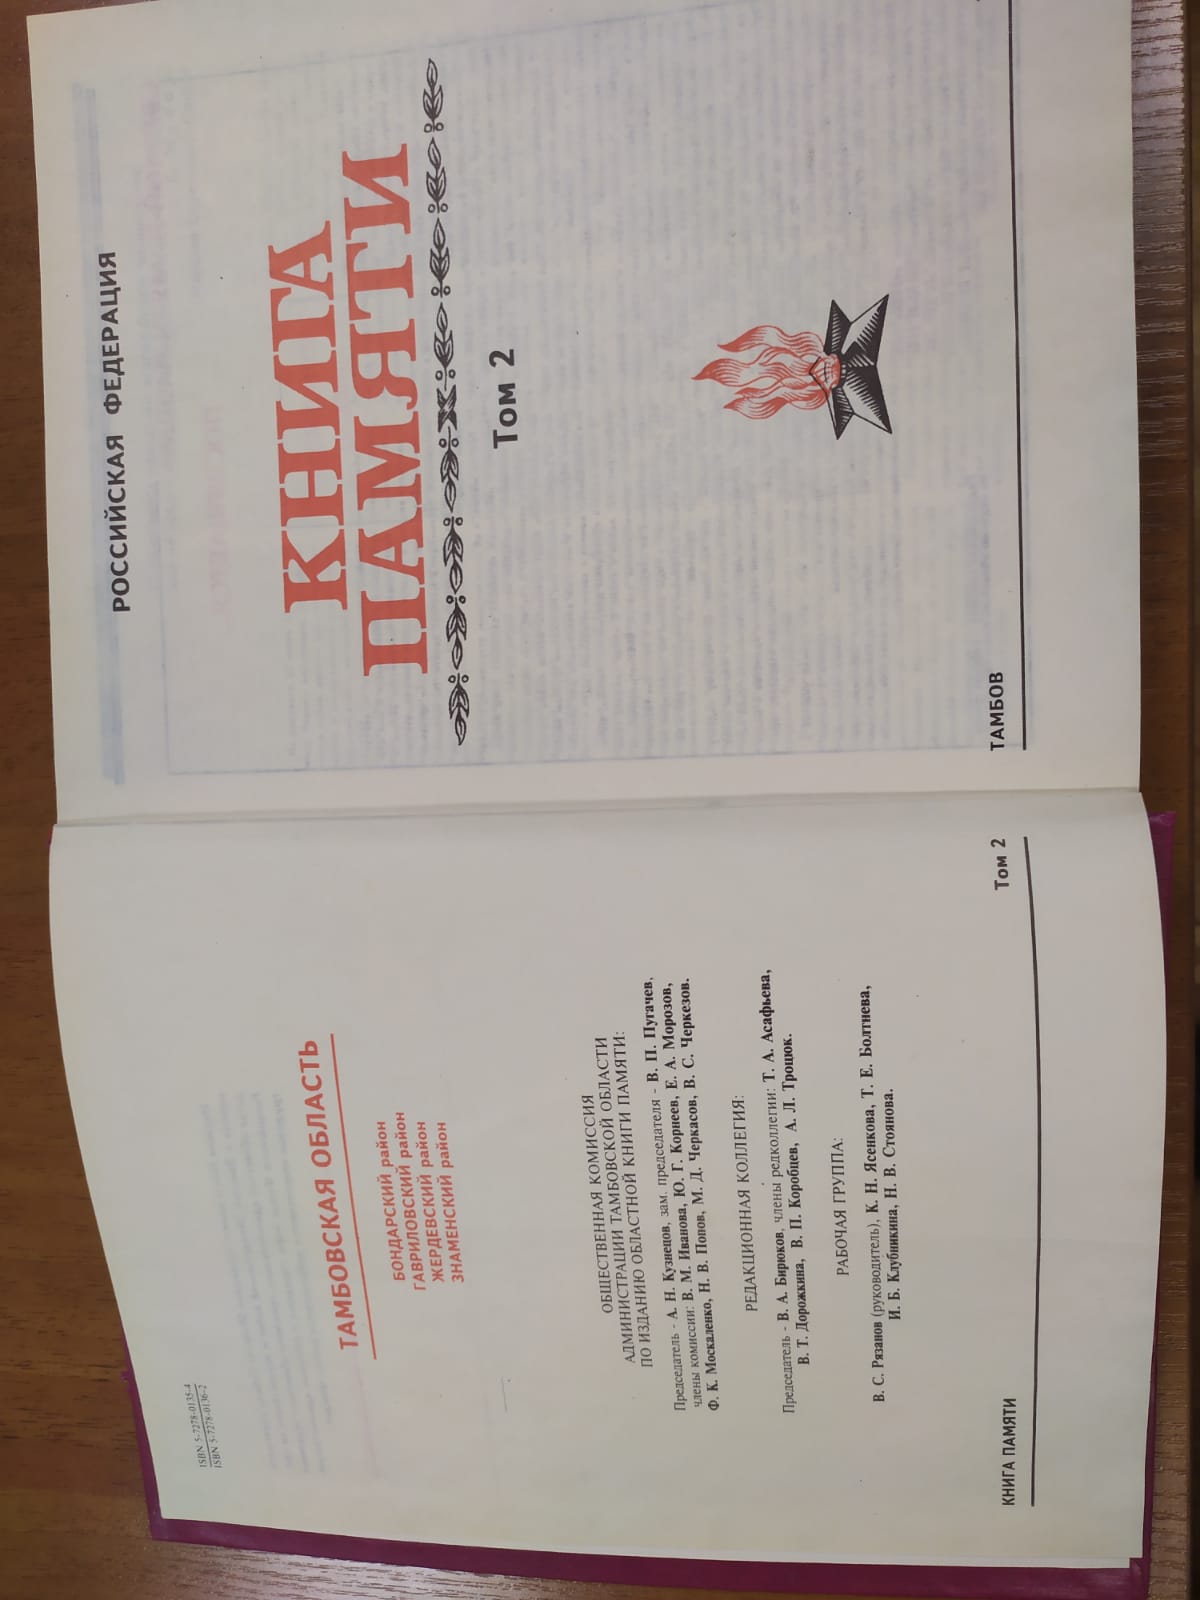 ISBN 5-7278-0135-4
ISBN 5-7278-0136-2
ТАМБОВСКАЯ ОБЛАСТЬ
БОНДАРСКИЙ район
ГАВРИЛОВСКИЙ район
ЖЕРДЕВСКИЙ район
ЗНАМЕНСКИЙ район
ОБЩЕСТВЕННАЯ КОМИССИЯ
АДМИНИСТРАЦИИ ТАМБОВСКОЙ ОБЛАСТИ
ПО ИЗДАНИЮ ОБЛАСТНОЙ КНИГИ ПАМЯТИ:
Председатель - А. Н. Кузнецов, зам. председателя - В. П. Пугачев,
члены комиссии: В. М. Иванова, Ю. Г. Корнеев, Е. А. Морозов,
Ф. К. Москаленко, Н. В. Попов, М. Д. Черкасов, В. С. Черкезов.
РЕДАКЦИОННАЯ КОЛЛЕГИЯ:
Председатель - В. А. Бирюков, члены редколлегии: Т. А. Асафьева,
В. Т. Дорожкина, В. П. Коробцев, А. Л. Троцюк.
РАБОЧАЯ ГРУППА:
В. С. Рязанов (руководитель), К. Н. Ясенкова, Т. Е. Болтнева,
И. Б. Клубникина, Н. В. Стоянова.
КНИГА ПАМЯТИ Том 2
РОССИЙСКАЯ ФЕДЕРАЦИЯ
КНИГА
ПАМЯТИ
Том 2
ТАМБОВ